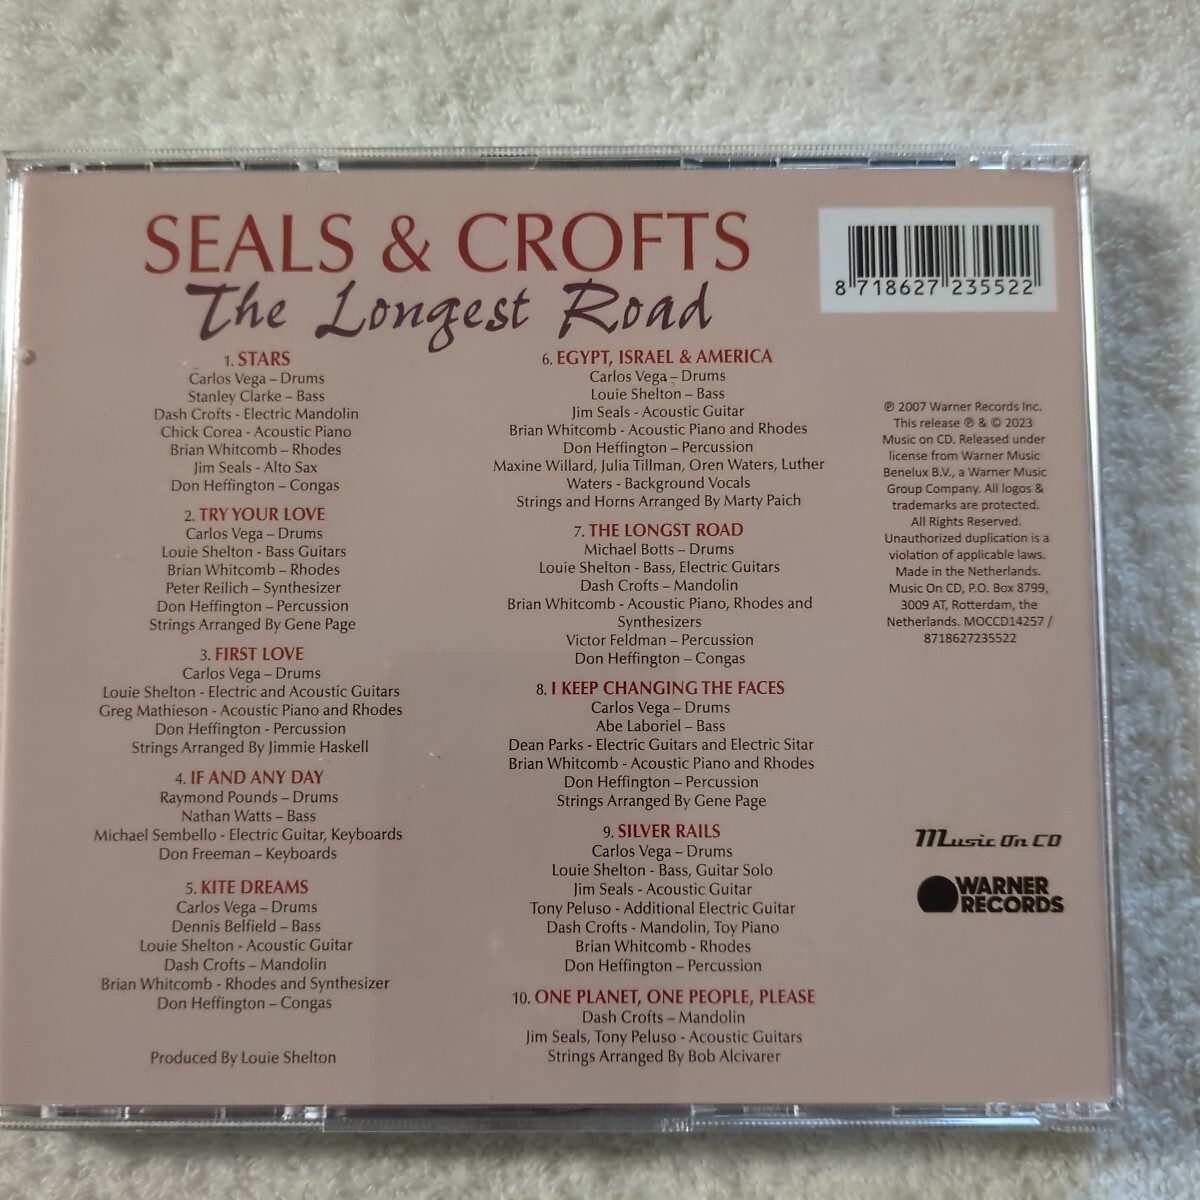 SEALS & CROFTS
The Longest Road
1. STARS
Carlos Vega – Drums
Stanley Clarke – Bass
Dash Crofts - Electric Mandolin
Chick Corea - Acoustic Piano
Brian Whitcomb – Rhodes
Jim Seals - Alto Sax
Don Heffington – Congas
2. TRY YOUR LOVE
Carlos Vega – Drums
Louie Shelton - Bass Guitars
Brian Whitcomb – Rhodes
Peter Reilich – Synthesizer
Don Heffington – Percussion
Strings Arranged By Gene Page
3. FIRST LOVE
Carlos Vega – Drums
Louie Shelton - Electric and Acoustic Guitars
Greg Mathieson - Acoustic Piano and Rhodes
Don Heffington - Percussion
Strings Arranged By Jimmie Haskell
4. IF AND ANY DAY
Raymond Pounds – Drums
Nathan Watts – Bass
Michael Sembello - Electric Guitar, Keyboards
Don Freeman – Keyboards
5. KITE DREAMS
Carlos Vega – Drums
Dennis Belfield – Bass
Louie Shelton - Acoustic Guitar
Dash Crofts – Mandolin
Brian Whitcomb - Rhodes and Synthesizer
Don Heffington – Congas
Produced By Louie Shelton
6. EGYPT, ISRAEL & AMERICA
Carlos Vega – Drums
Louie Shelton – Bass
Jim Seals - Acoustic Guitar
Brian Whitcomb - Acoustic Piano and Rhodes
Don Heffington – Percussion
Maxine Willard, Julia Tillman, Oren Waters, Luther
Waters - Background Vocals
Strings and Horns Arranged By Marty Paich
7. THE LONGST ROAD
Michael Botts – Drums
Louie Shelton - Bass, Electric Guitars
Dash Crofts – Mandolin
Brian Whitcomb - Acoustic Piano, Rhodes and
Synthesizers
Victor Feldman – Percussion
Don Heffington – Congas
8. I KEEP CHANGING THE FACES
Carlos Vega – Drums
Abe Laboriel – Bass
Dean Parks - Electric Guitars and Electric Sitar
Brian Whitcomb - Acoustic Piano and Rhodes
Don Heffington – Percussion
Strings Arranged By Gene Page
9. SILVER RAILS
Carlos Vega – Drums
Louie Shelton - Bass, Guitar Solo
Jim Seals - Acoustic Guitar
Tony Peluso - Additional Electric Guitar
Dash Crofts - Mandolin, Toy Piano
Brian Whitcomb - Rhodes
Don Heffington – Percussion
10. ONE PLANET, ONE PEOPLE, PLEASE
Dash Crofts – Mandolin
Jim Seals, Tony Peluso - Acoustic Guitars
Strings Arranged By Bob Alcivarer
8 718627 235522
℗ 2007 Warner Records Inc.
This release ℗ & © 2023
Music on CD. Released under
license from Warner Music
Benelux B.V., a Warner Music
Group Company. All logos &
trademarks are protected.
All Rights Reserved.
Unauthorized duplication is a
violation of applicable laws.
Made in the Netherlands.
Music On CD, P.O. Box 8799,
3009 AT, Rotterdam, the
Netherlands. MOCCD14257 /
8718627235522
Music On CD
WARNER
RECORDS